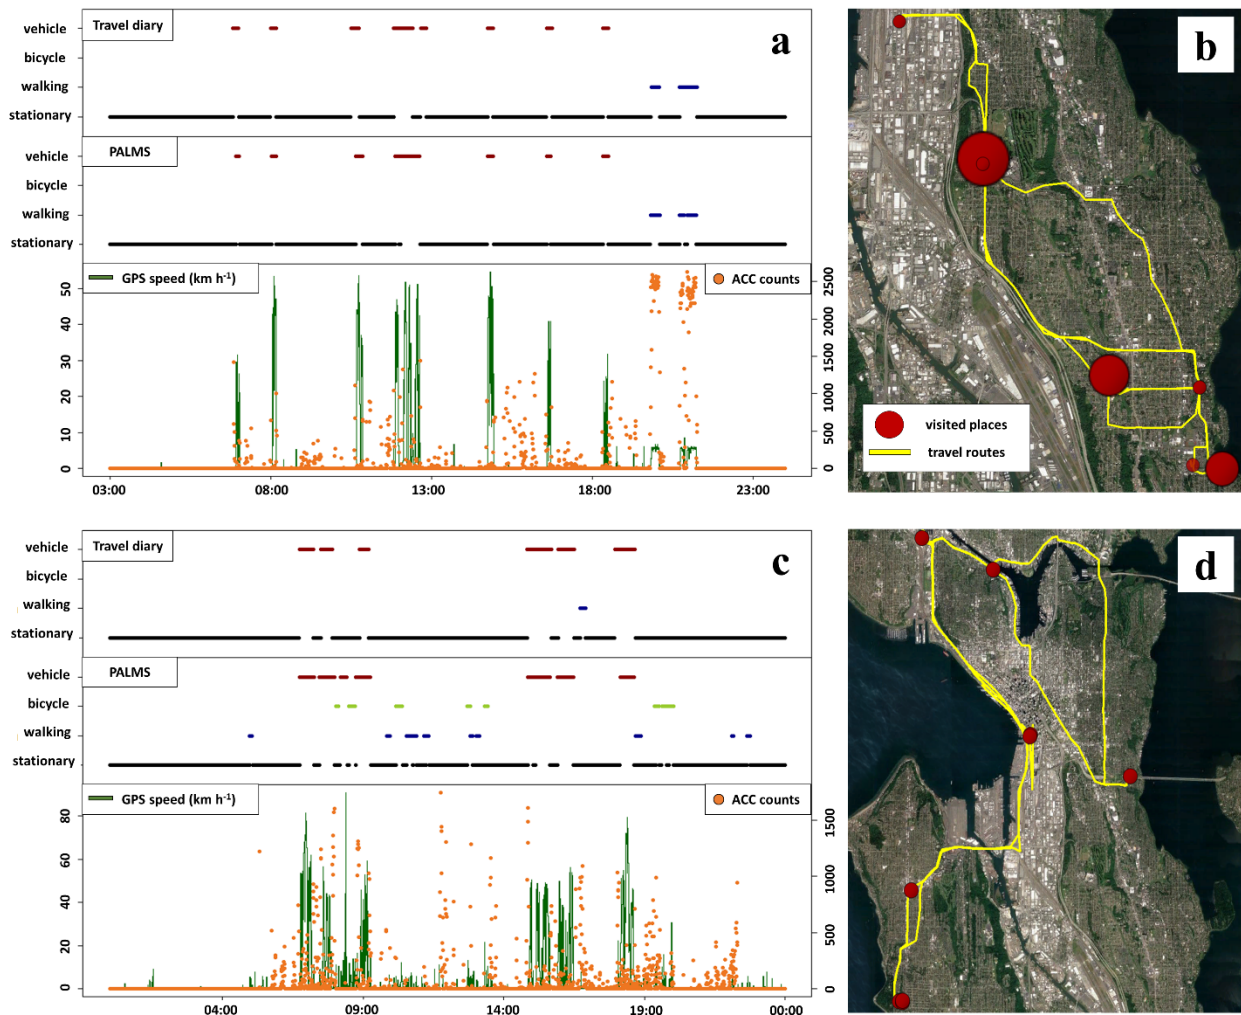 vehicle
Travel diary
a
bicycle
walking
stationary
vehicle
PALMS
bicycle
walking
stationary
GPS speed (km h-1)
ACC counts
50
40
30
20
10
0
2500
2000
1500
1000
500
0
03:00 08:00 13:00 18:00 23:00
b
visited places
travel routes
vehicle
Travel diary
c
bicycle
walking
stationary
vehicle
PALMS
bicycle
walking
stationary
GPS speed (km h-1)
ACC counts
80
60
40
20
0
1500
1000
500
0
04:00 09:00 14:00 19:00 00:00
d